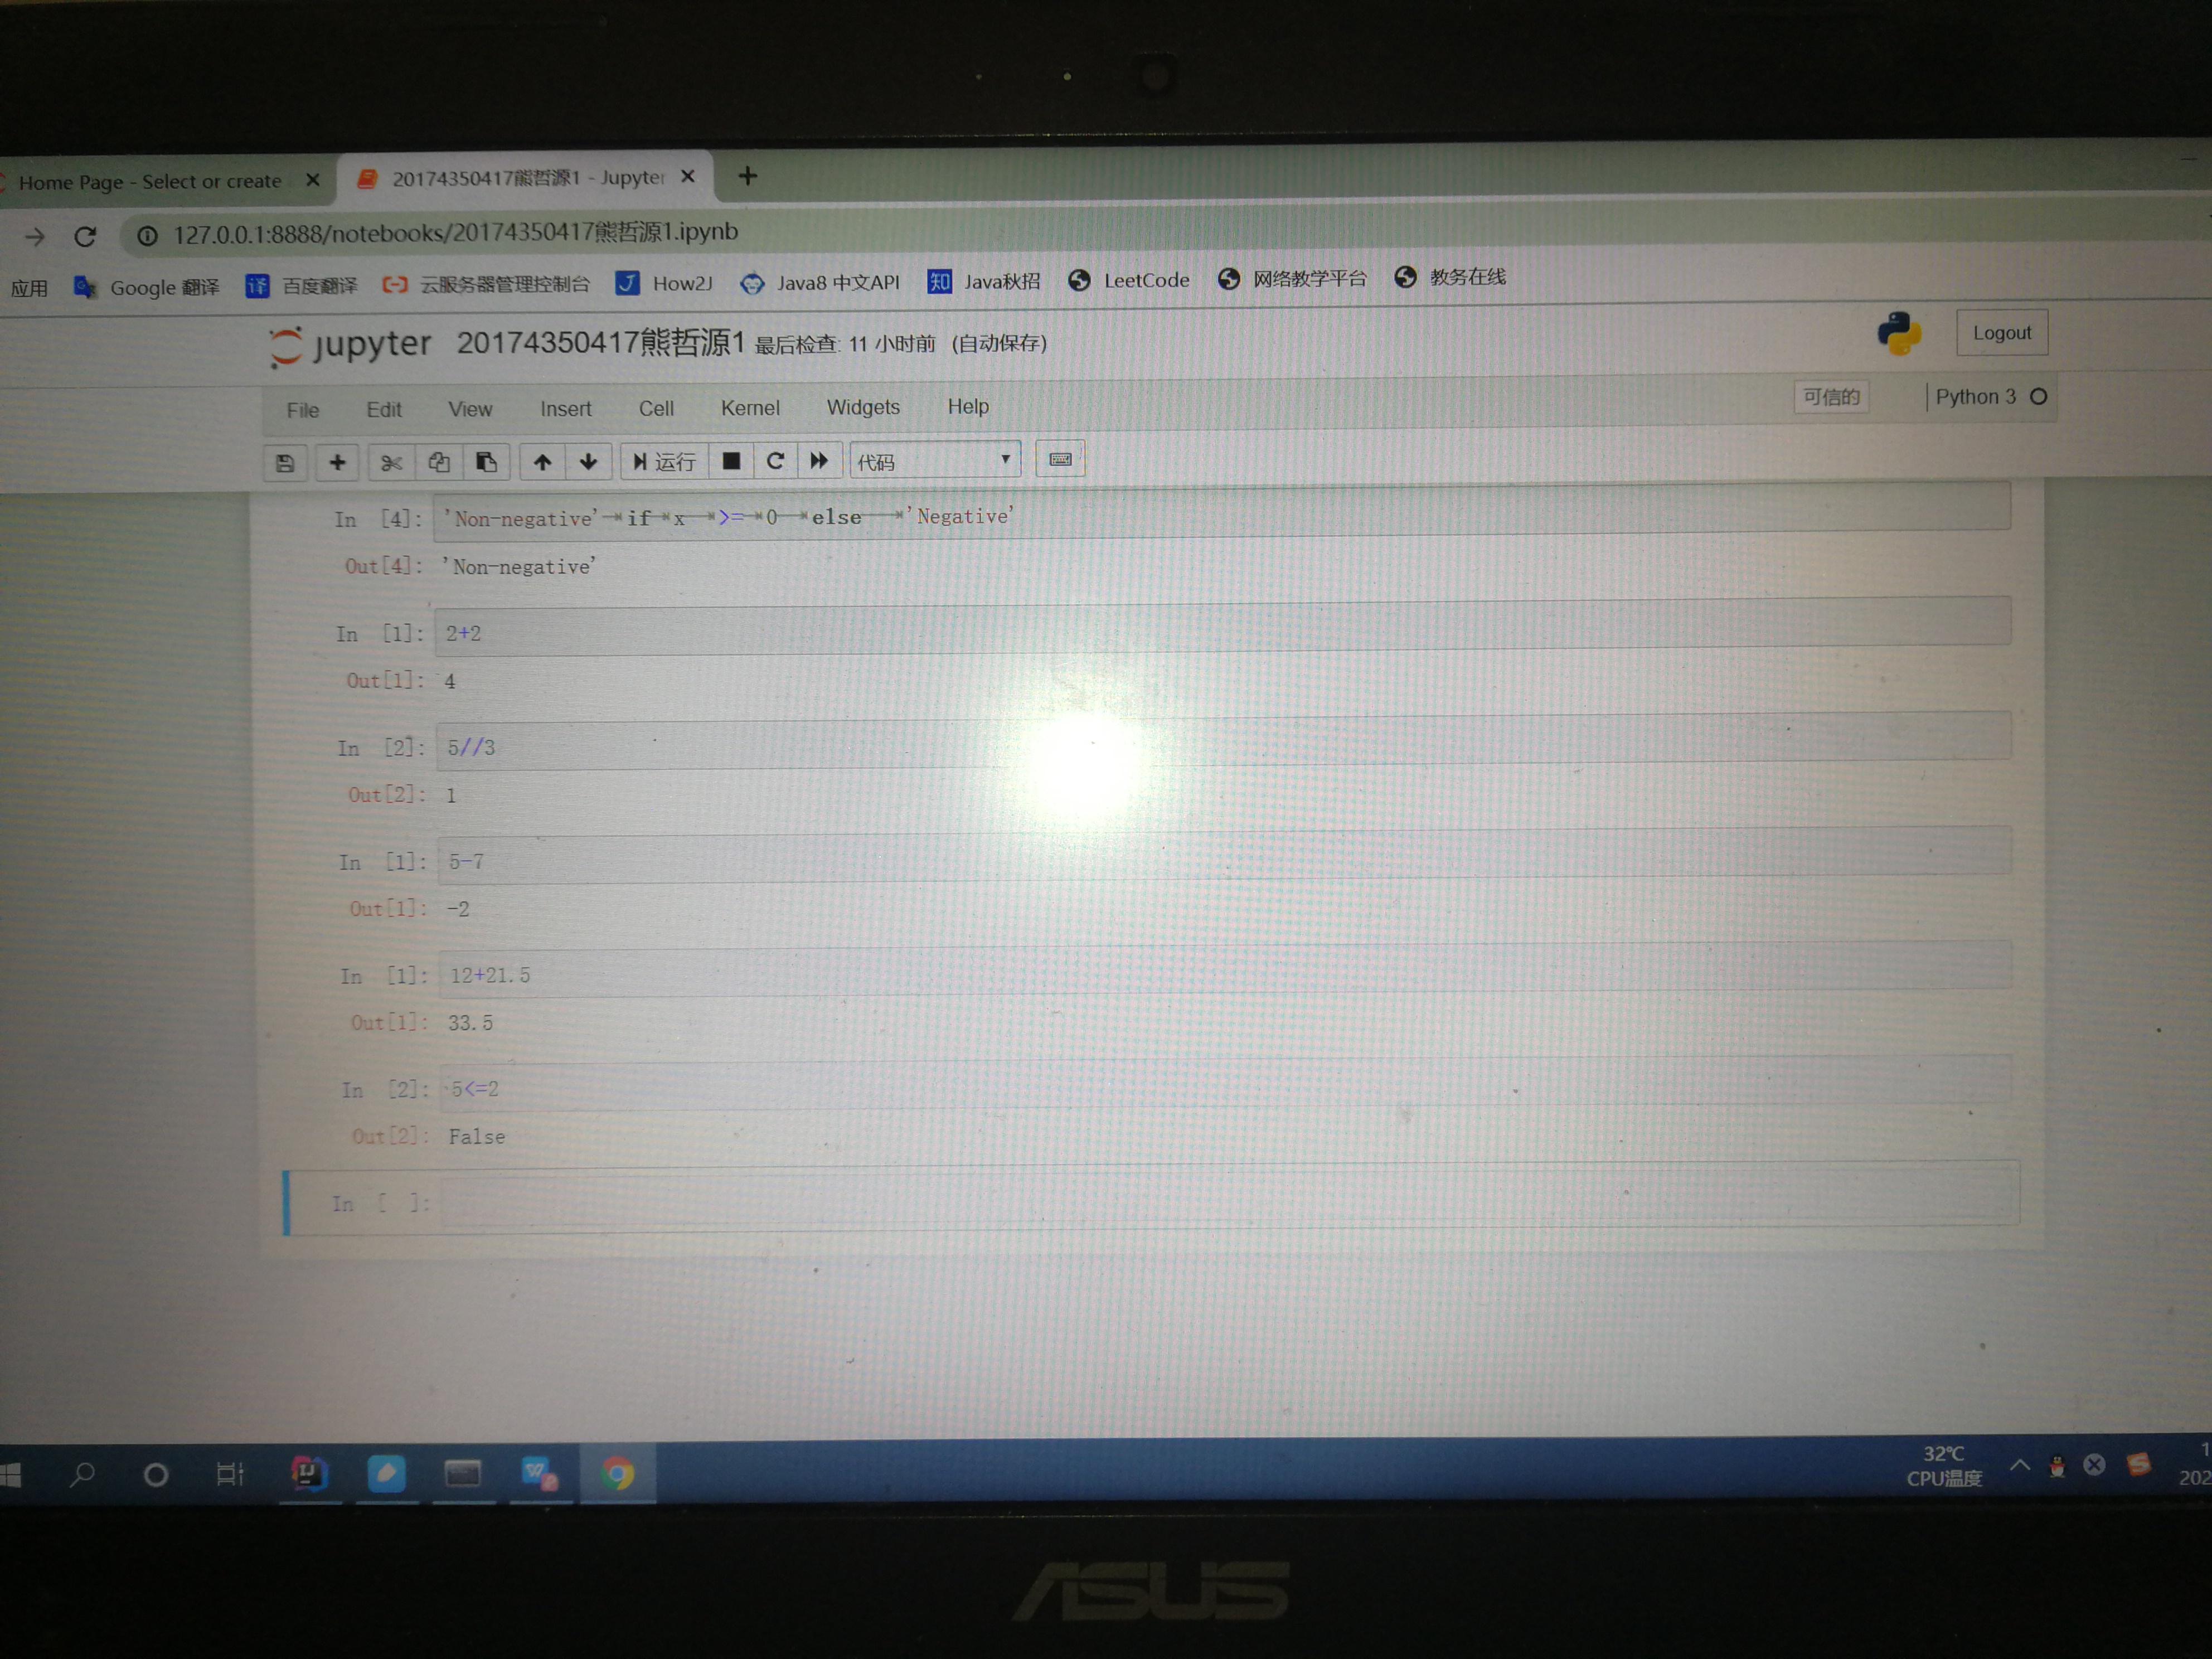 Home Page - Select or create
20174350417熊哲源1 - Jupyter
127.0.0.1:8888/notebooks/20174350417熊哲源1.ipynb
应用 Google 翻译 译 百度翻译 云服务器管理控制台 J How2J Java8 中文API 知 Java秋招 LeetCode 网络教学平台 教务在线
jupyter 20174350417熊哲源1 最后检查: 11 小时前 (自动保存)
Logout
File Edit View Insert Cell Kernel Widgets Help
可信的 Python 3
运行 代码
In [4]: 'Non-negative' if x >= 0 else 'Negative'
Out[4]: 'Non-negative'
In [1]: 2+2
Out[1]: 4
In [2]: 5//3
Out[2]: 1
In [1]: 5-7
Out[1]: -2
In [1]: 12+21.5
Out[1]: 33.5
In [2]: 5<=2
Out[2]: False
In [ ]:
32℃
CPU温度
ASUS